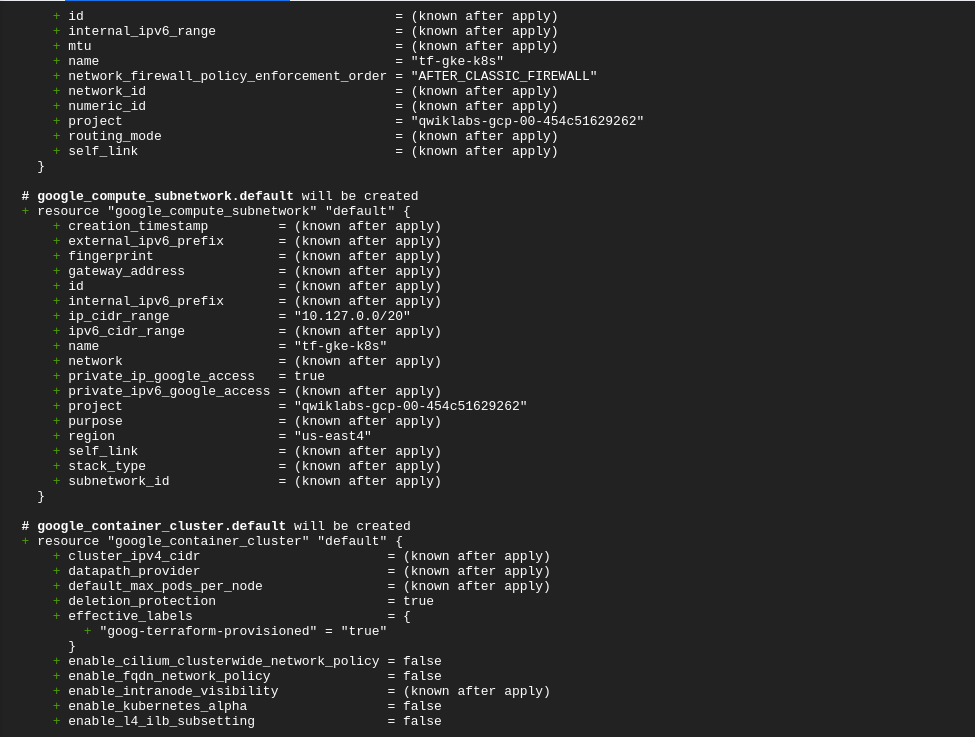 + id                                        = (known after apply)
+ internal_ipv6_range                       = (known after apply)
+ mtu                                       = (known after apply)
+ name                                      = "tf-gke-k8s"
+ network_firewall_policy_enforcement_order = "AFTER_CLASSIC_FIREWALL"
+ network_id                                = (known after apply)
+ numeric_id                                = (known after apply)
+ project                                   = "qwiklabs-gcp-00-454c51629262"
+ routing_mode                              = (known after apply)
+ self_link                                 = (known after apply)
}
# google_compute_subnetwork.default will be created
+ resource "google_compute_subnetwork" "default" {
+ creation_timestamp         = (known after apply)
+ external_ipv6_prefix       = (known after apply)
+ fingerprint                = (known after apply)
+ gateway_address            = (known after apply)
+ id                         = (known after apply)
+ internal_ipv6_prefix       = (known after apply)
+ ip_cidr_range              = "10.127.0.0/20"
+ ipv6_cidr_range            = (known after apply)
+ name                       = "tf-gke-k8s"
+ network                    = (known after apply)
+ private_ip_google_access   = true
+ private_ipv6_google_access = (known after apply)
+ project                    = "qwiklabs-gcp-00-454c51629262"
+ purpose                    = (known after apply)
+ region                     = "us-east4"
+ self_link                  = (known after apply)
+ stack_type                 = (known after apply)
+ subnetwork_id              = (known after apply)
}
# google_container_cluster.default will be created
+ resource "google_container_cluster" "default" {
+ cluster_ipv4_cidr                        = (known after apply)
+ datapath_provider                        = (known after apply)
+ default_max_pods_per_node                = (known after apply)
+ deletion_protection                      = true
+ effective_labels                         = {
+ "goog-terraform-provisioned" = "true"
}
+ enable_cilium_clusterwide_network_policy = false
+ enable_fqdn_network_policy               = false
+ enable_intranode_visibility              = (known after apply)
+ enable_kubernetes_alpha                  = false
+ enable_l4_ilb_subsetting                 = false